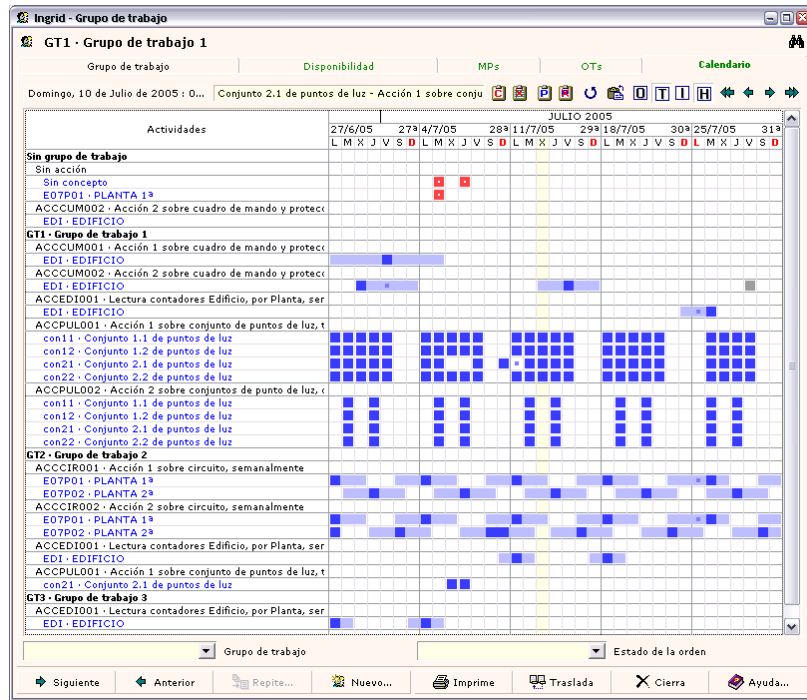 Ingrid - Grupo de trabajo
GT1 · Grupo de trabajo 1
Grupo de trabajo Disponibilidad MPs OTs Calendario
Domingo, 10 de Julio de 2005 : 0... Conjunto 2.1 de puntos de luz - Acción 1 sobre conju C P R O T I H
JULIO 2005
Actividades 27/6/05 27ª 4/7/05 28ª 11/7/05 29ª 18/7/05 30ª 25/7/05 31ª
L M X J V S D L M X J V S D L M X J V S D L M X J V S D L M X J V S D
Sin grupo de trabajo
Sin acción
Sin concepto
E07P01 · PLANTA 1ª
ACCCUM002 · Acción 2 sobre cuadro de mando y protecc
EDI · EDIFICIO
GT1 · Grupo de trabajo 1
ACCCUM001 · Acción 1 sobre cuadro de mando y protecc
EDI · EDIFICIO
ACCCUM002 · Acción 2 sobre cuadro de mando y protecc
EDI · EDIFICIO
ACCEDI001 · Lectura contadores Edificio, por Planta, ser
EDI · EDIFICIO
ACCPUL001 · Acción 1 sobre conjunto de puntos de luz, t
con11 · Conjunto 1.1 de puntos de luz
con12 · Conjunto 1.2 de puntos de luz
con21 · Conjunto 2.1 de puntos de luz
con22 · Conjunto 2.2 de puntos de luz
ACCPUL002 · Acción 2 sobre conjuntos de punto de luz, c
con11 · Conjunto 1.1 de puntos de luz
con12 · Conjunto 1.2 de puntos de luz
con21 · Conjunto 2.1 de puntos de luz
con22 · Conjunto 2.2 de puntos de luz
GT2 · Grupo de trabajo 2
ACCCIR001 · Acción 1 sobre circuito, semanalmente
E07P01 · PLANTA 1ª
E07P02 · PLANTA 2ª
ACCCIR002 · Acción 2 sobre circuito, semanalmente
E07P01 · PLANTA 1ª
E07P02 · PLANTA 2ª
ACCEDI001 · Lectura contadores Edificio, por Planta, ser
EDI · EDIFICIO
ACCPUL001 · Acción 1 sobre conjunto de puntos de luz, t
con21 · Conjunto 2.1 de puntos de luz
GT3 · Grupo de trabajo 3
ACCEDI001 · Lectura contadores Edificio, por Planta, ser
EDI · EDIFICIO
Grupo de trabajo Estado de la orden
Siguiente Anterior Repite... Nuevo... Imprime Traslada Cierra Ayuda...